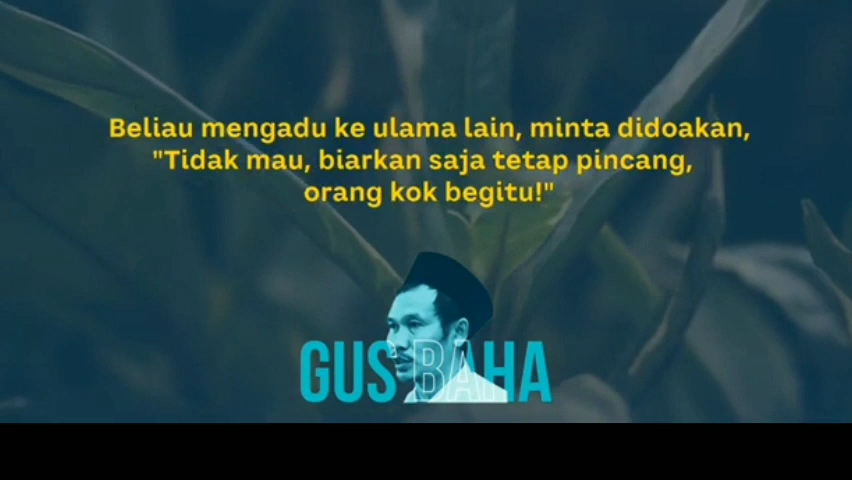 Beliau mengadu ke ulama lain, minta didoakan,
"Tidak mau, biarkan saja tetap pincang,
orang kok begitu!"
GUS BAHA